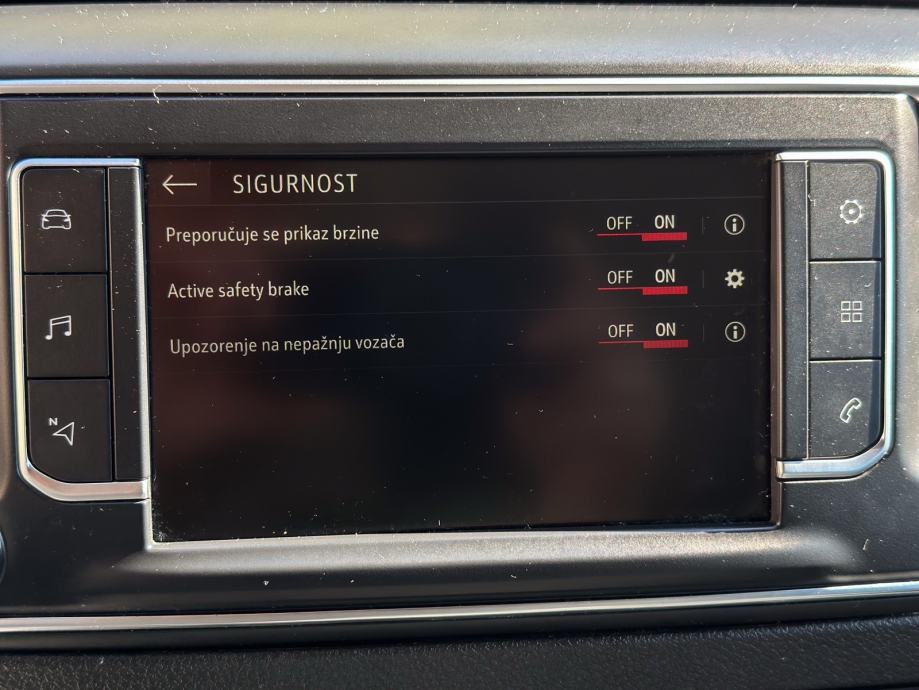 SIGURNOST
Preporučuje se prikaz brzine OFF ON
Active safety brake OFF ON
Upozorenje na nepažnju vozača OFF ON
N